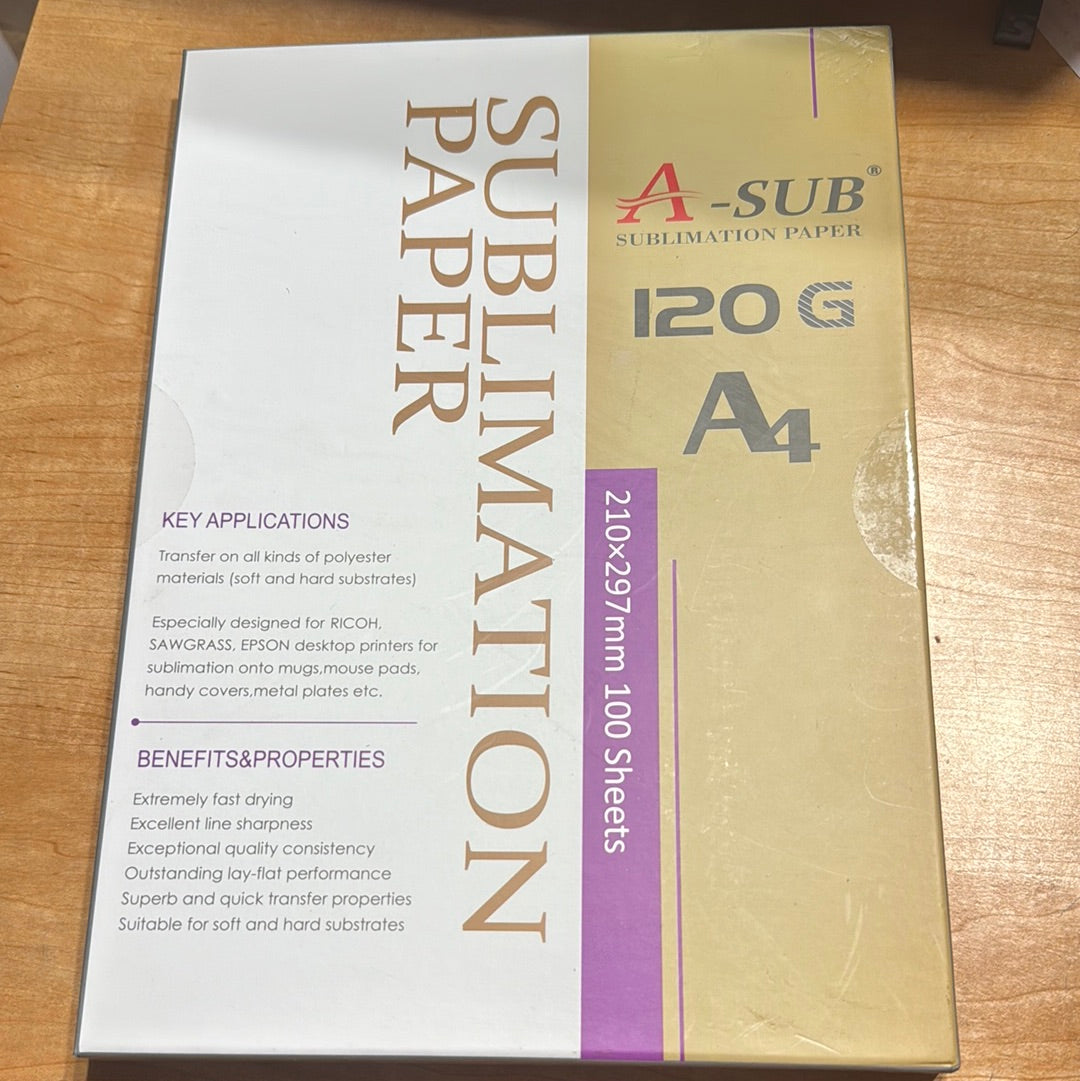 SUBLIMATION
PAPER
A-SUB®
SUBLIMATION PAPER
120 G
A4
210×297mm 100 Sheets
KEY APPLICATIONS
Transfer on all kinds of polyester
materials (soft and hard substrates)
Especially designed for RICOH,
SAWGRASS, EPSON desktop printers for
sublimation onto mugs,mouse pads,
handy covers,metal plates etc.
BENEFITS&PROPERTIES
Extremely fast drying
Excellent line sharpness
Exceptional quality consistency
Outstanding lay-flat performance
Superb and quick transfer properties
Suitable for soft and hard substrates